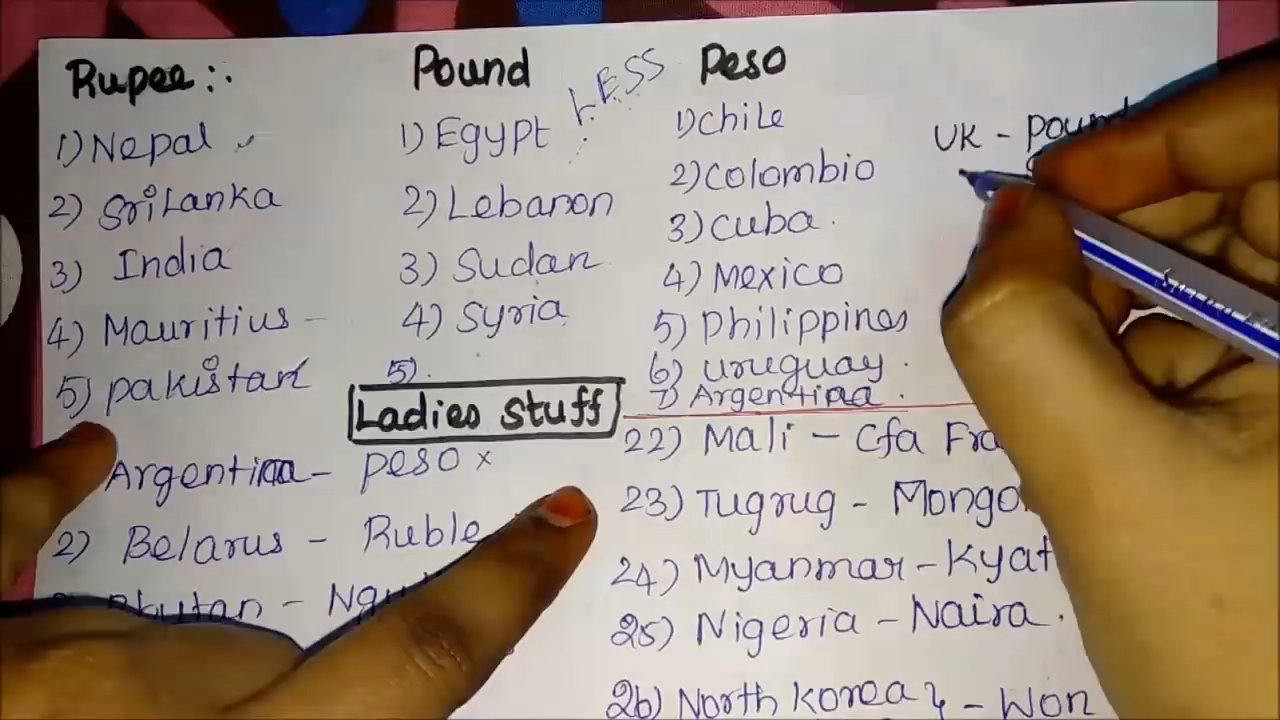 Rupee :.
1) Nepal
2) SriLanka
3) India
4) Mauritius -
5) pakistan
Pound
LESS
1) Egypt
2) Lebanon
3) Sudan
4) Syria
5).
Peso
1) Chile
2) Colombio
3) Cuba.
4) Mexico
5) Philippines
6) uruguay.
7) Argentina.
UK - pound
Ladies Stuff
Argentina - peso x
2) Belarus - Ruble
Bhutan -
22) Mali - Cfa
23) Tugrug -
24) Myanmar - Kyat
25) Nigeria - Naira.
26) North Korea } - Won